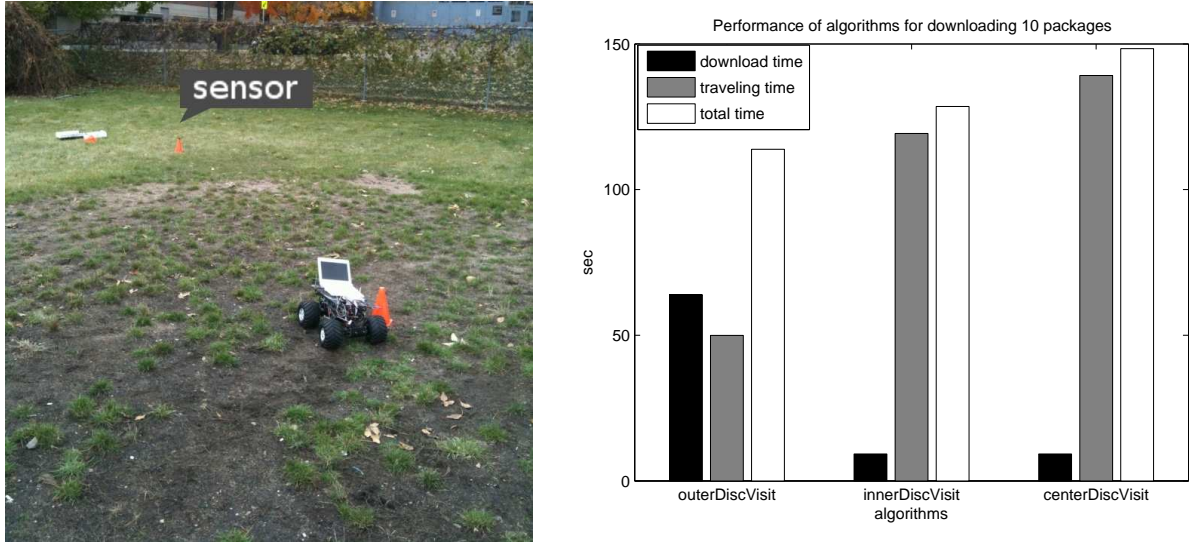 sensor
Performance of algorithms for downloading 10 packages
download time
traveling time
total time
150
100
50
0
sec
outerDiscVisit innerDiscVisit centerDiscVisit
algorithms